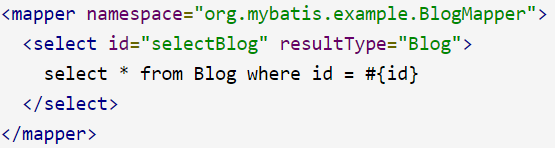 <mapper namespace="org.mybatis.example.BlogMapper">
  <select id="selectBlog" resultType="Blog">
    select * from Blog where id = #{id}
  </select>
</mapper>